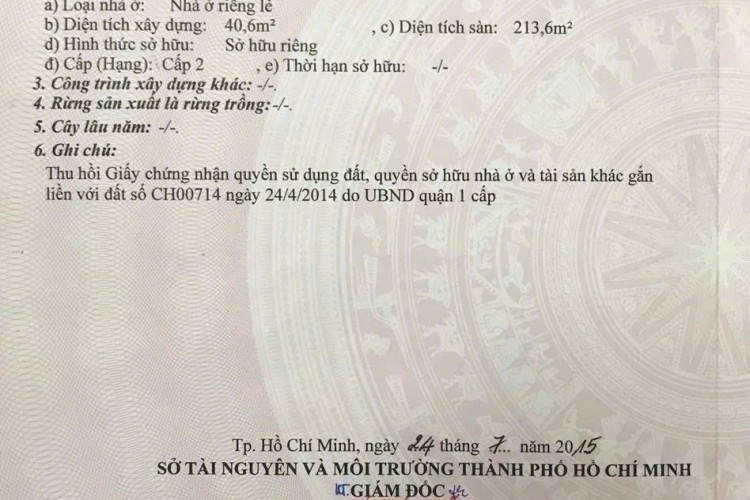 a) Loại nhà ở: Nhà ở riêng lẻ
b) Diện tích xây dựng: 40,6m² , c) Diện tích sàn: 213,6m²
d) Hình thức sở hữu: Sở hữu riêng
đ) Cấp (Hạng): Cấp 2 , e) Thời hạn sở hữu: -/-
3. Công trình xây dựng khác: -/-.
4. Rừng sản xuất là rừng trồng:-/-.
5. Cây lâu năm: -/-.
6. Ghi chú:
Thu hồi Giấy chứng nhận quyền sử dụng đất, quyền sở hữu nhà ở và tài sản khác gắn
liền với đất số CH00714 ngày 24/4/2014 do UBND quận 1 cấp
Tp. Hồ Chí Minh, ngày 24 tháng 7... năm 2015
SỞ TÀI NGUYÊN VÀ MÔI TRƯỜNG THÀNH PHỐ HỒ CHÍ MINH
KT.GIÁM ĐỐC